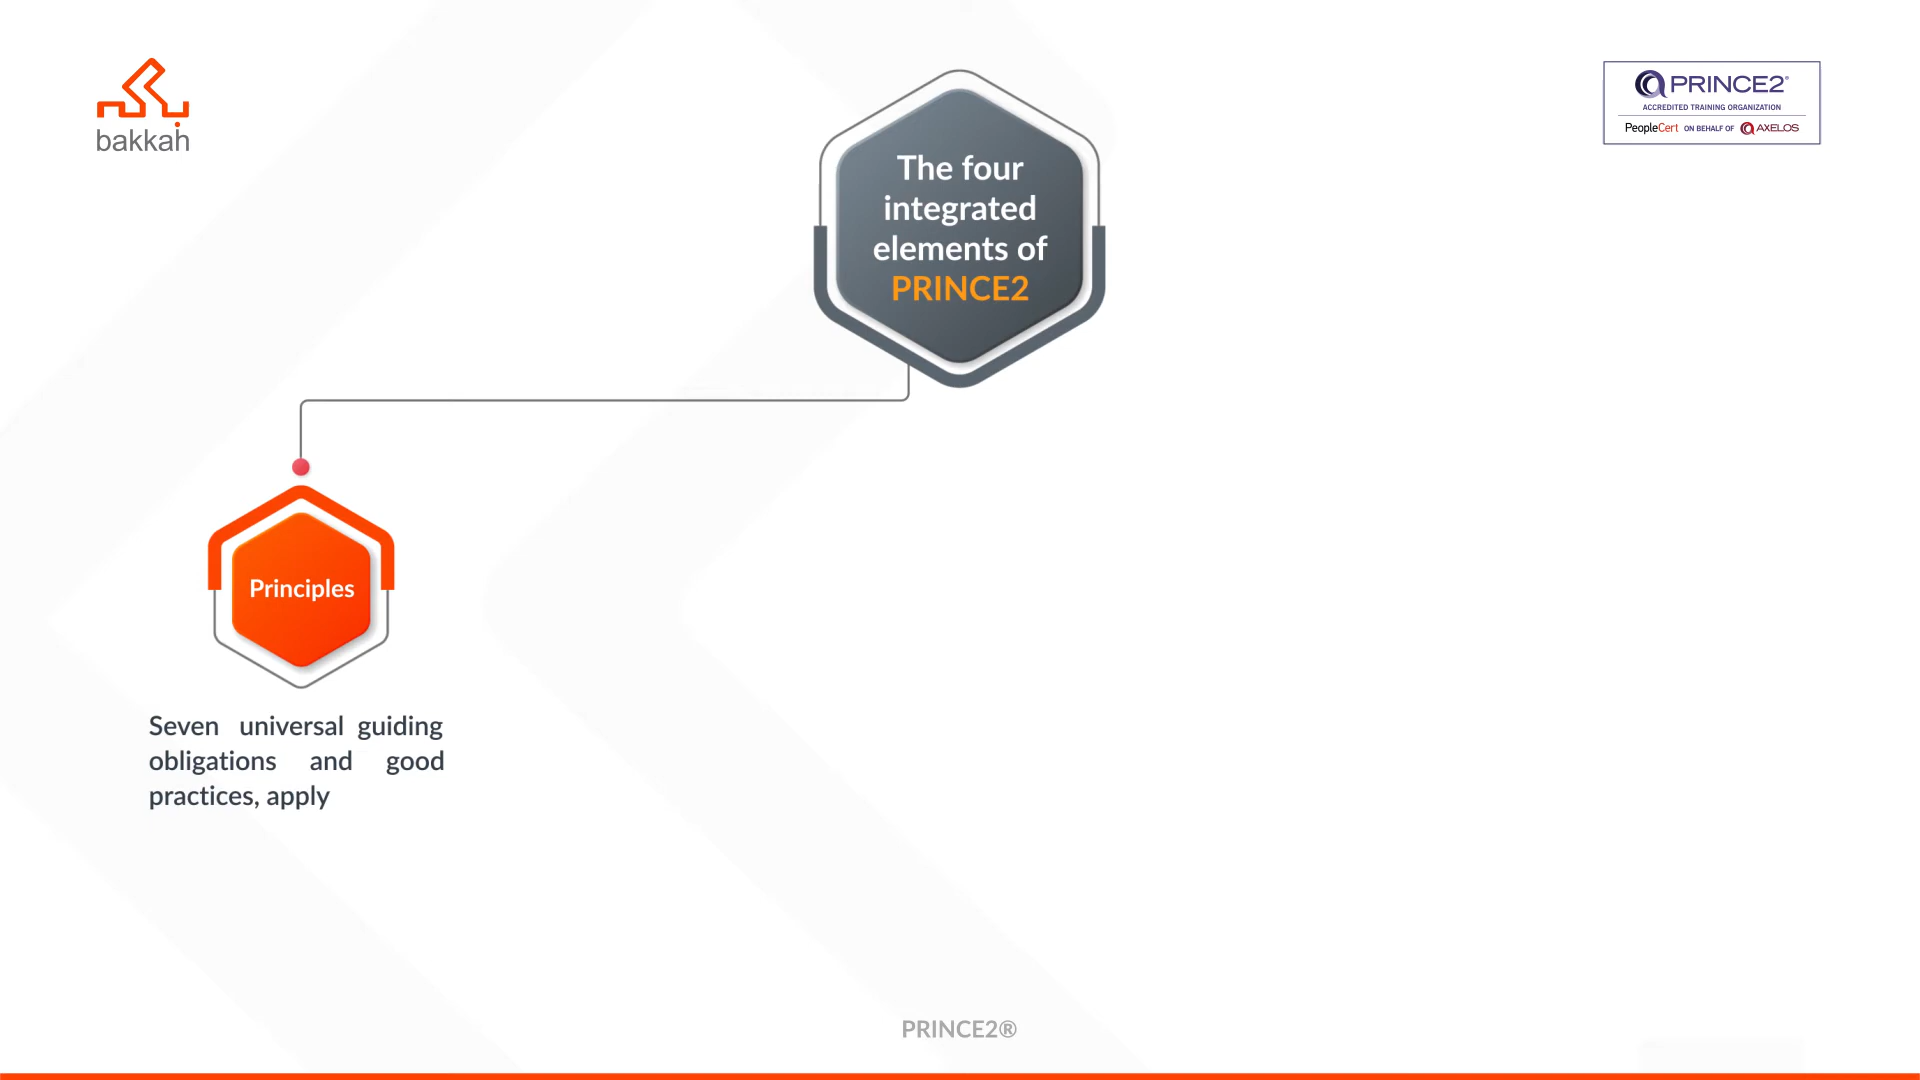 bakkah
PRINCE2®
ACCREDITED TRAINING ORGANIZATION
PeopleCert ON BEHALF OF AXELOS
The four
integrated
elements of
PRINCE2
Principles
Seven universal guiding
obligations and good
practices, apply
PRINCE2®